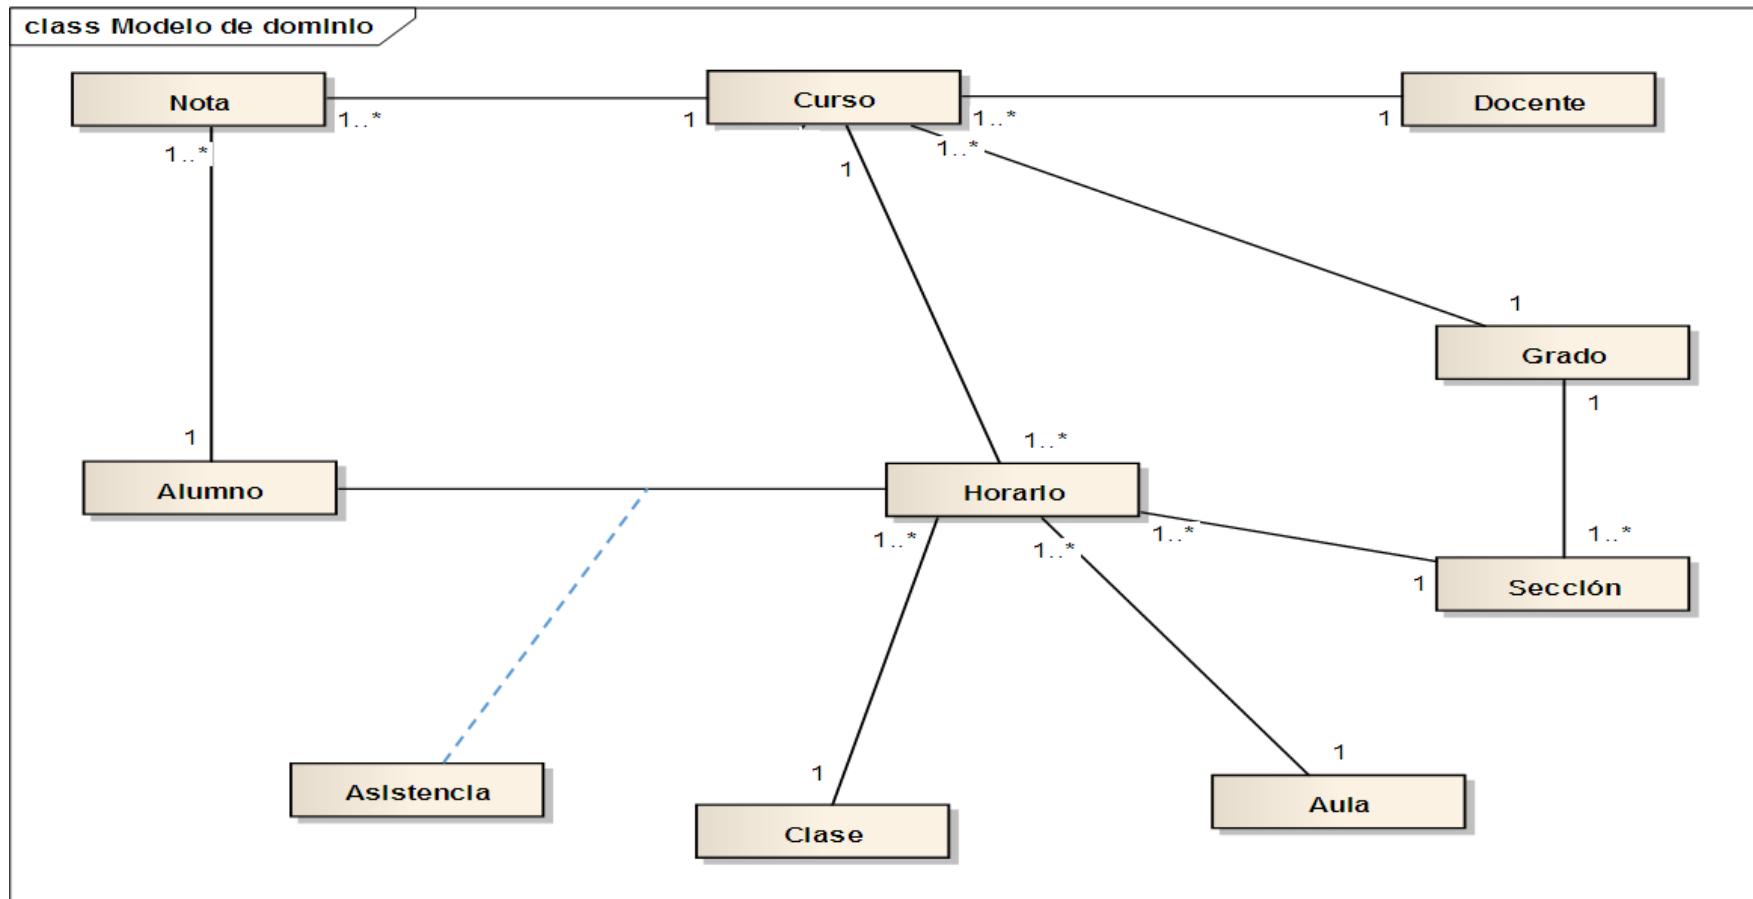 class Modelo de dominio
Nota
Curso
Docente
1..*
1
1..*
1
1..*
1
1..*
1
Grado
1
1
1..*
Alumno
Horario
1..*
1..*
1..*
1..*
1
Sección
1
1
Asistencia
Clase
Aula